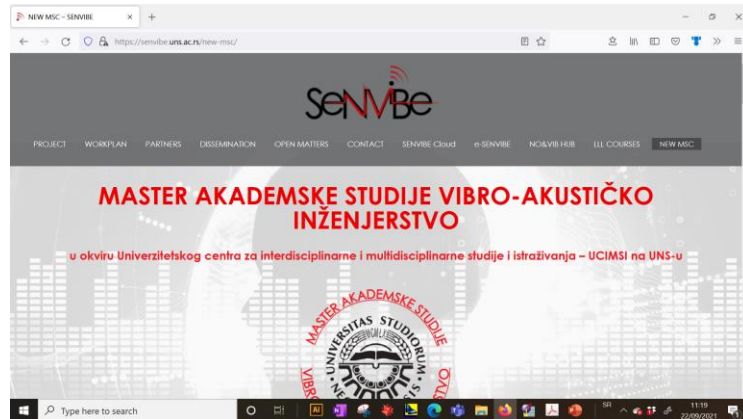 NEW MSC – SENVIBE
https://senvibe.uns.ac.rs/new-msc/
SENVIBE
PROJECT WORKPLAN PARTNERS DISSEMINATION OPEN MATTERS CONTACT SENVIBE Cloud e-SENVIBE NO&VIB HUB LLL COURSES NEW MSC
MASTER AKADEMSKE STUDIJE VIBRO-AKUSTIČKO
INŽENJERSTVO
u okviru Univerzitetskog centra za interdisciplinarne i multidisciplinarne studije i istraživanja – UCIMSI na UNS-u
MASTER AKADEMSKE STUDIJE
UNIVERSITAS STUDIORUM
MCMLX
VIBRO
Type here to search
SR
11:19
22/09/2021